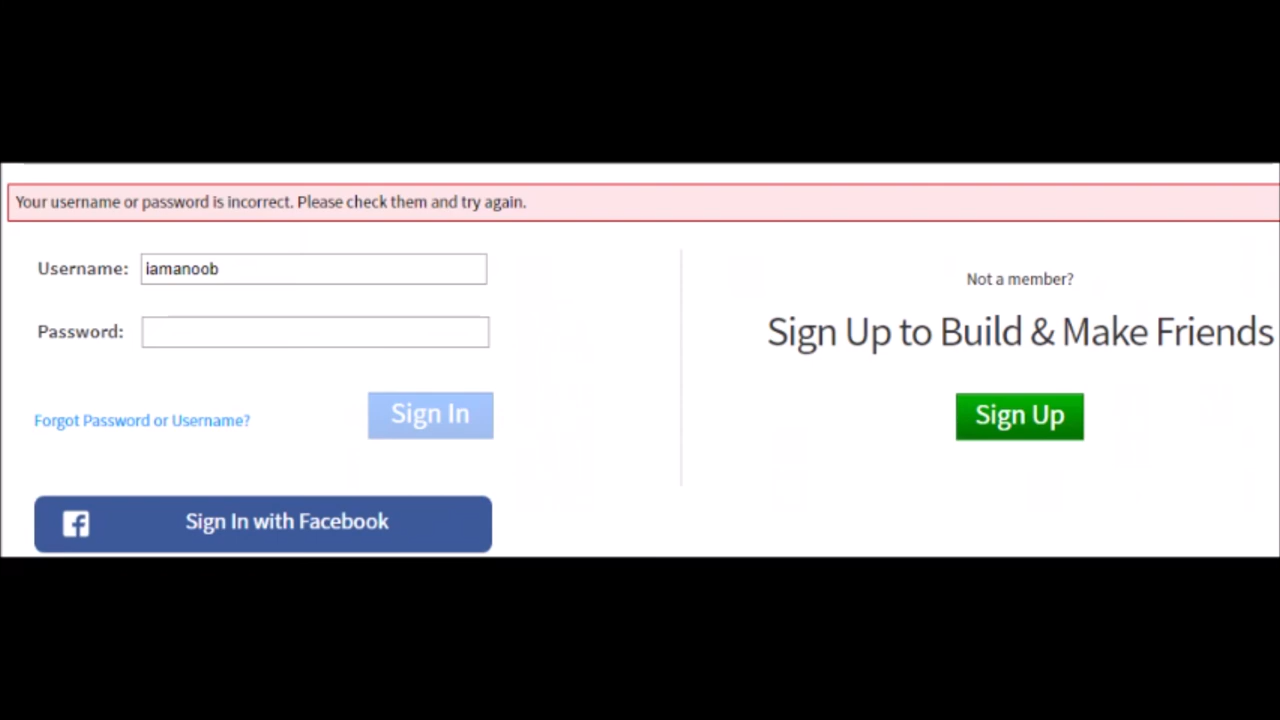 Your username or password is incorrect. Please check them and try again.
Username: iamanoob
Password:
Forgot Password or Username?
Sign In
Sign In with Facebook
Not a member?
Sign Up to Build & Make Friends
Sign Up